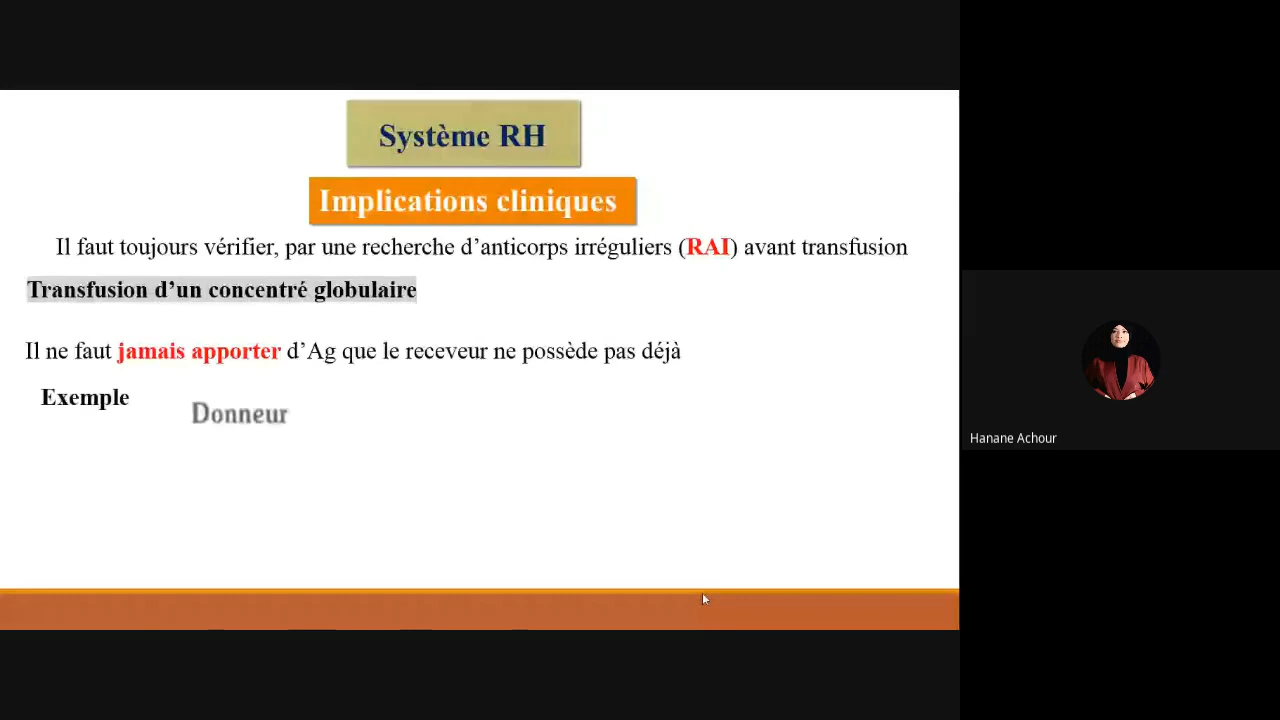 Système RH
Implications cliniques
Il faut toujours vérifier, par une recherche d’anticorps irréguliers (RAI) avant transfusion
Transfusion d’un concentré globulaire
Il ne faut jamais apporter d’Ag que le receveur ne possède pas déjà
Exemple
Donneur
Hanane Achour